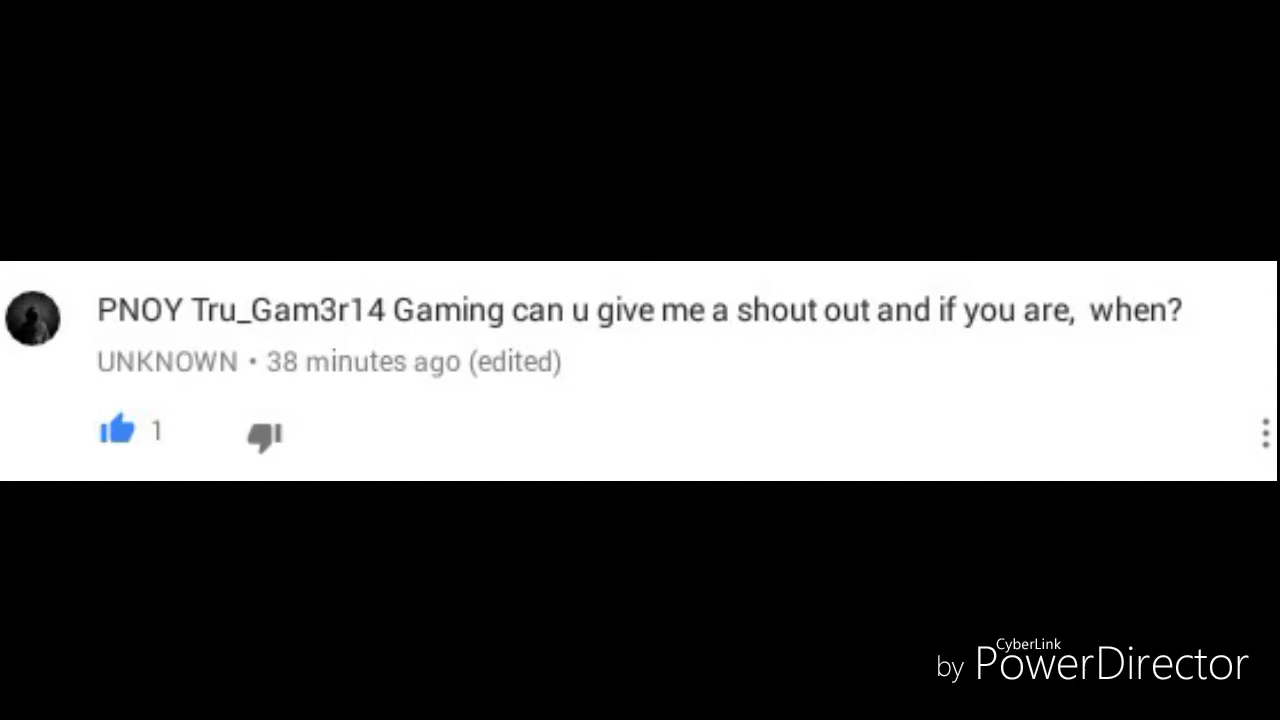 PNOY Tru_Gam3r14 Gaming can u give me a shout out and if you are, when?
UNKNOWN • 38 minutes ago (edited)
1
CyberLink
by PowerDirector